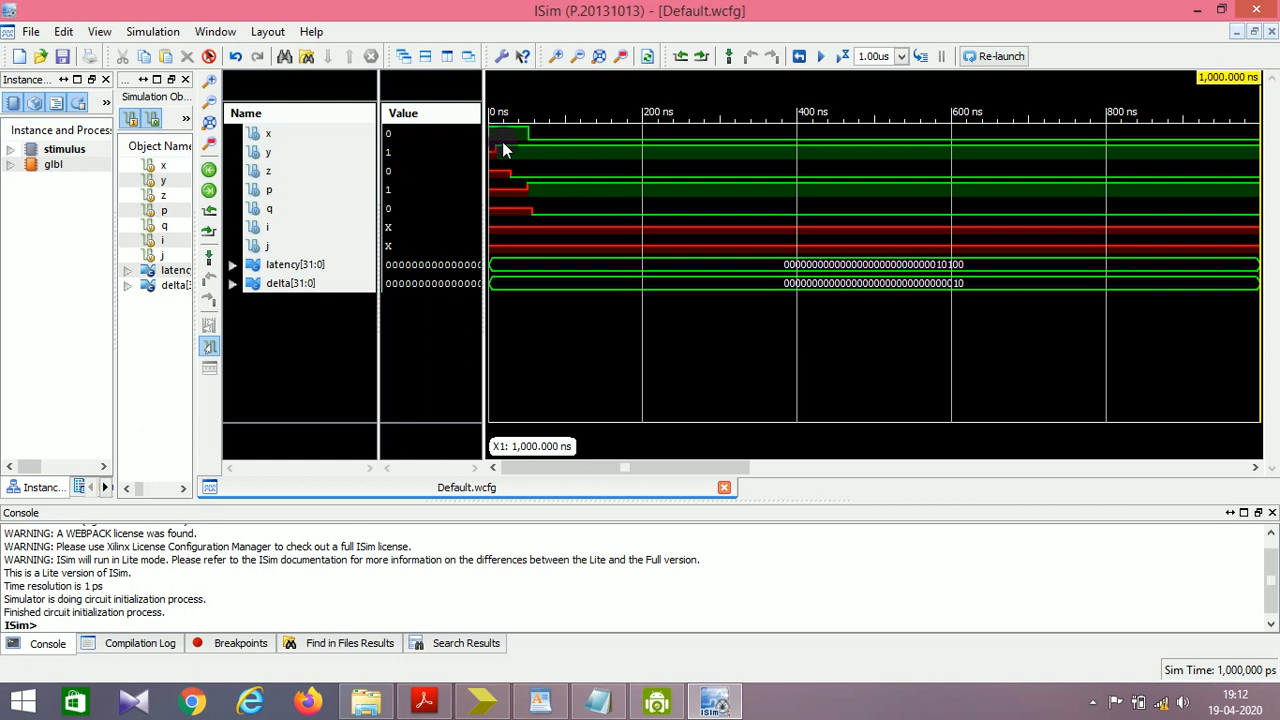 ISim (P.20131013) - [Default.wcfg]
File Edit View Simulation Window Layout Help
1.00us Re-launch
Instance...
Instance and Process
stimulus
glbl
Instanc...
...
Simulation Ob
Object Name
x
y
z
p
q
i
j
latency
delta[3
Name Value
x 0
y 1
z 0
p 1
q 0
i X
j X
latency[31:0]
delta[31:0]
1,000.000 ns
0 ns 200 ns 400 ns 600 ns 800 ns
00000000000000000000000000010100
00000000000000000000000000000010
X1: 1,000.000 ns
Default.wcfg
Console
WARNING: A WEBPACK license was found.
WARNING: Please use Xilinx License Configuration Manager to check out a full ISim license.
WARNING: ISim will run in Lite mode. Please refer to the ISim documentation for more information on the differences between the Lite and the Full version.
This is a Lite version of ISim.
Time resolution is 1 ps
Simulator is doing circuit initialization process.
Finished circuit initialization process.
ISim>
Console Compilation Log Breakpoints Find in Files Results Search Results
Sim Time: 1,000,000 ps
ISim
19:12
19-04-2020